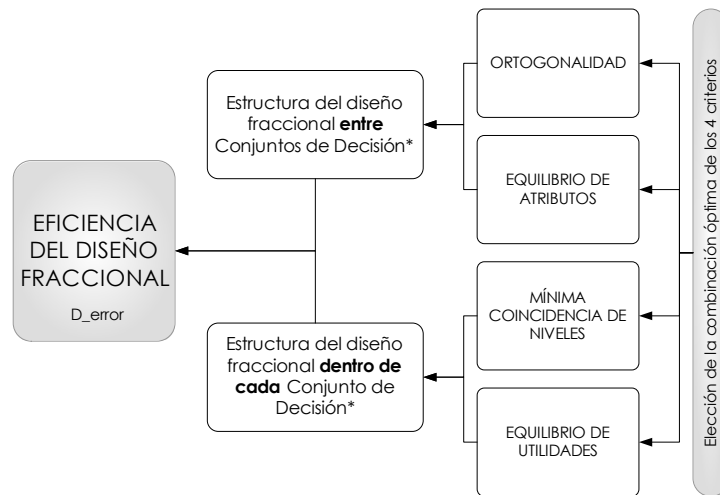 EFICIENCIA
DEL DISEÑO
FRACCIONAL
D_error
Estructura del diseño
fraccional entre
Conjuntos de Decisión*
Estructura del diseño
fraccional dentro de
cada Conjunto de
Decisión*
ORTOGONALIDAD
EQUILIBRIO DE
ATRIBUTOS
MÍNIMA
COINCIDENCIA DE
NIVELES
EQUILIBRIO DE
UTILIDADES
Elección de la combinación óptima de los 4 criterios